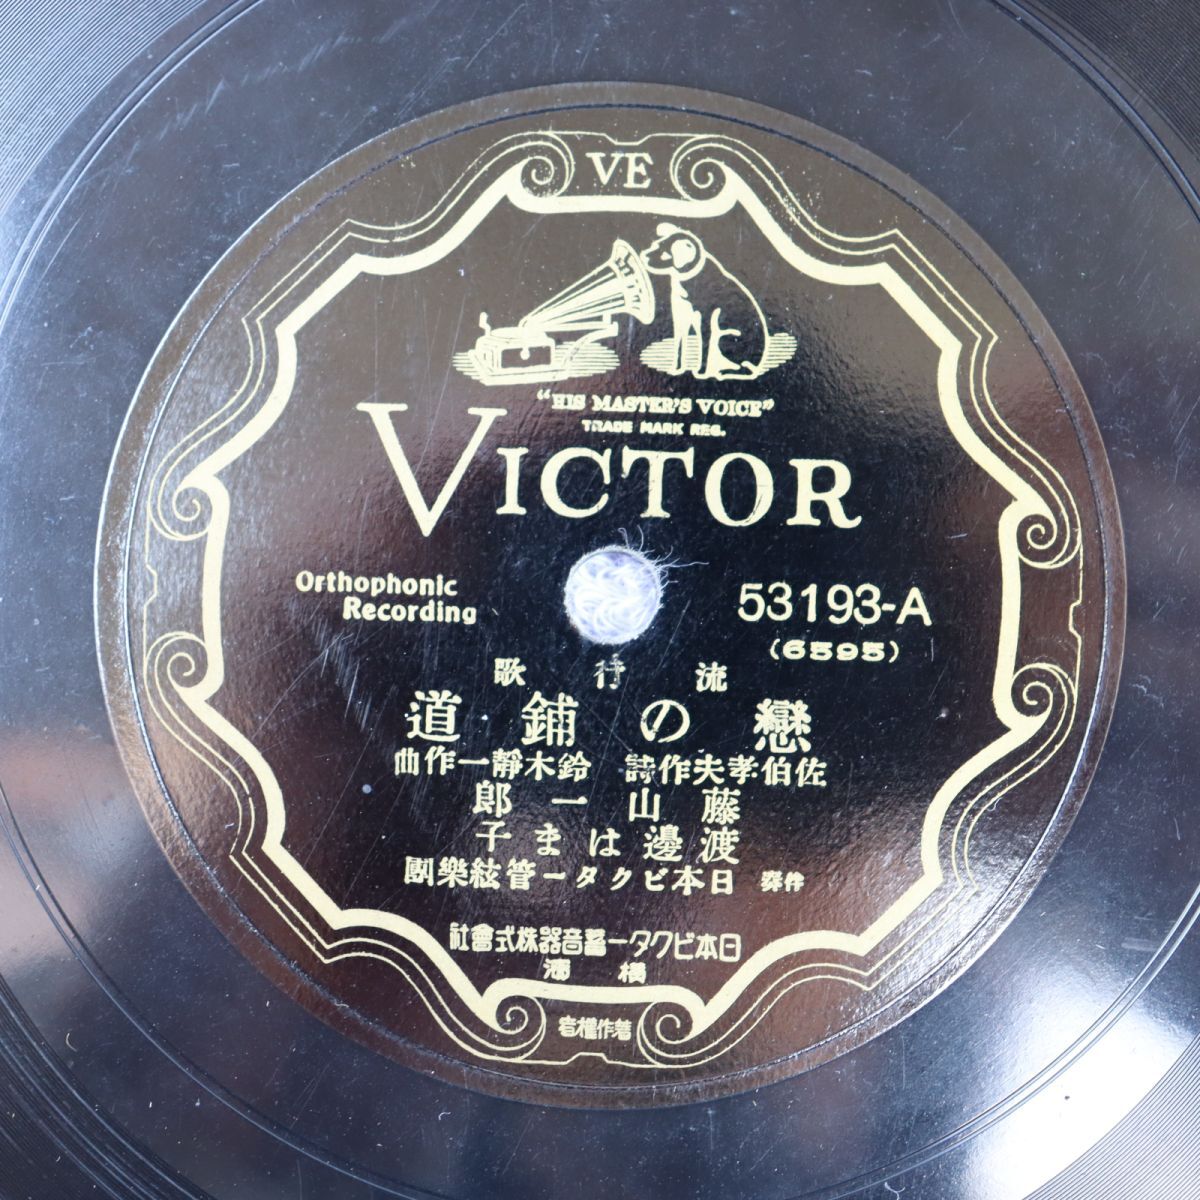 VE
"HIS MASTER'S VOICE"
TRADE MARK REG.
VICTOR
Orthophonic
Recording
53193-A
(6595)
流行歌
戀の鋪道
佐伯孝夫作詩 鈴木靜一作曲
藤山一郎
渡邊はま子
伴奏 日本ビクター管絃樂團
日本ビクター蓄音器株式會社
横濱
著作權者